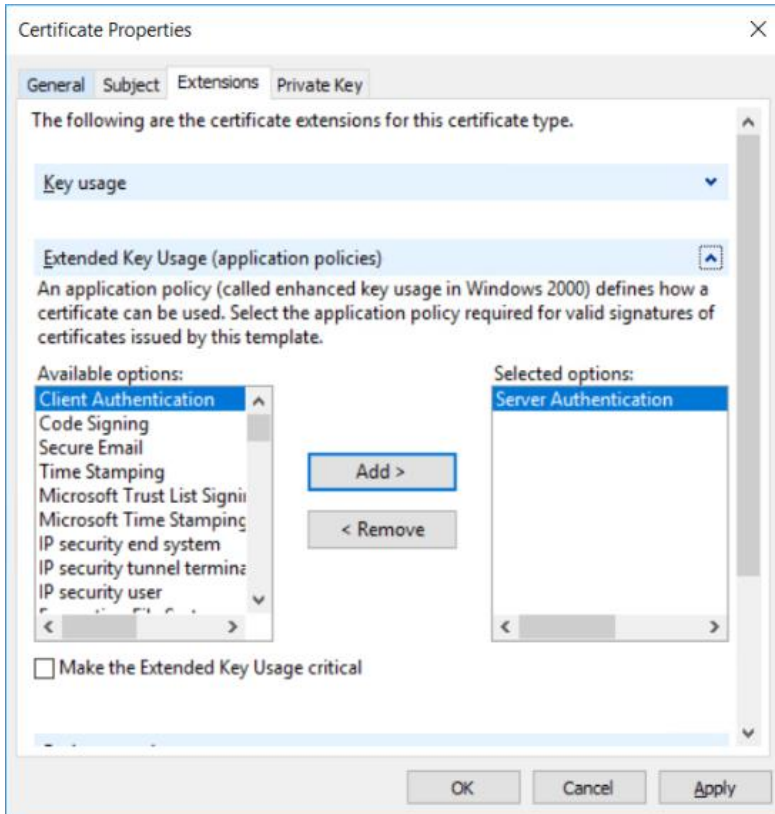 Certificate Properties
General Subject Extensions Private Key
The following are the certificate extensions for this certificate type.
Key usage
Extended Key Usage (application policies)
An application policy (called enhanced key usage in Windows 2000) defines how a
certificate can be used. Select the application policy required for valid signatures of
certificates issued by this template.
Available options:
Client Authentication
Code Signing
Secure Email
Time Stamping
Microsoft Trust List Signin
Microsoft Time Stamping
IP security end system
IP security tunnel termina
IP security user
Add >
< Remove
Selected options:
Server Authentication
Make the Extended Key Usage critical
OK Cancel Apply